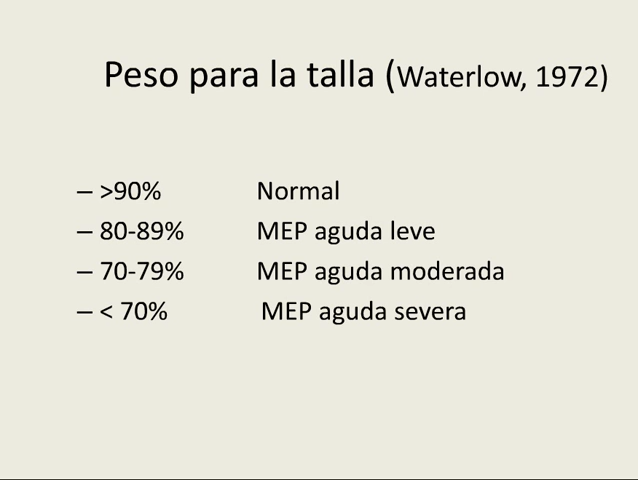 Peso para la talla (Waterlow, 1972)
– >90% Normal
– 80-89% MEP aguda leve
– 70-79% MEP aguda moderada
– < 70% MEP aguda severa